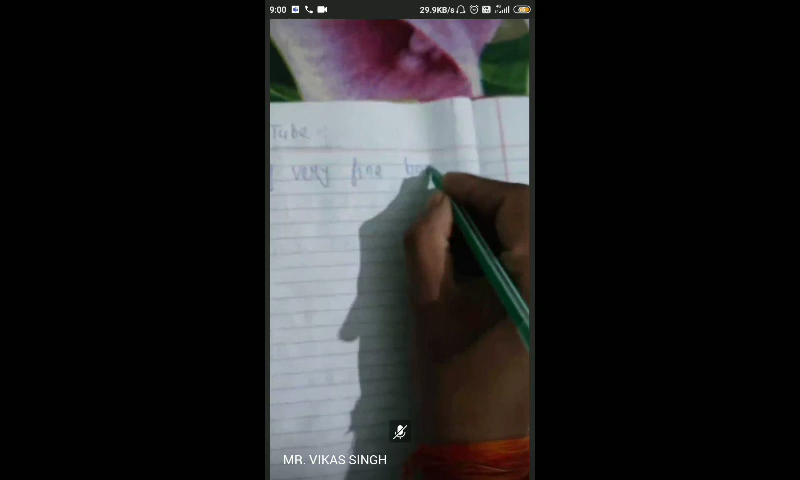 9:00 29.9KB/s
Tube
very fine
MR. VIKAS SINGH